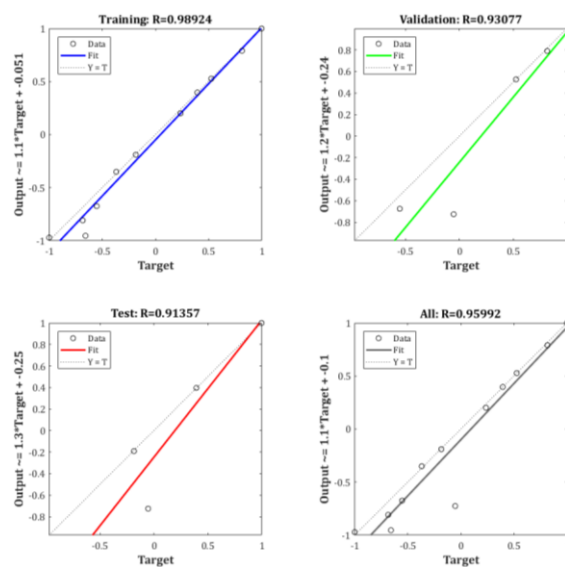 Training: R=0.98924
Data
Fit
Y = T
Output ~= 1.1*Target + -0.051
1
0.5
0
-0.5
-1
-1 -0.5 0 0.5 1
Target
Validation: R=0.93077
Data
Fit
Y = T
Output ~= 1.2*Target + -0.24
0.8
0.6
0.4
0.2
0
-0.2
-0.4
-0.6
-0.8
-0.5 0 0.5
Target
Test: R=0.91357
Data
Fit
Y = T
Output ~= 1.3*Target + -0.25
1
0.8
0.6
0.4
0.2
0
-0.2
-0.4
-0.6
-0.8
-0.5 0 0.5 1
Target
All: R=0.95992
Data
Fit
Y = T
Output ~= 1.1*Target + -0.1
1
0.5
0
-0.5
-1
-1 -0.5 0 0.5 1
Target